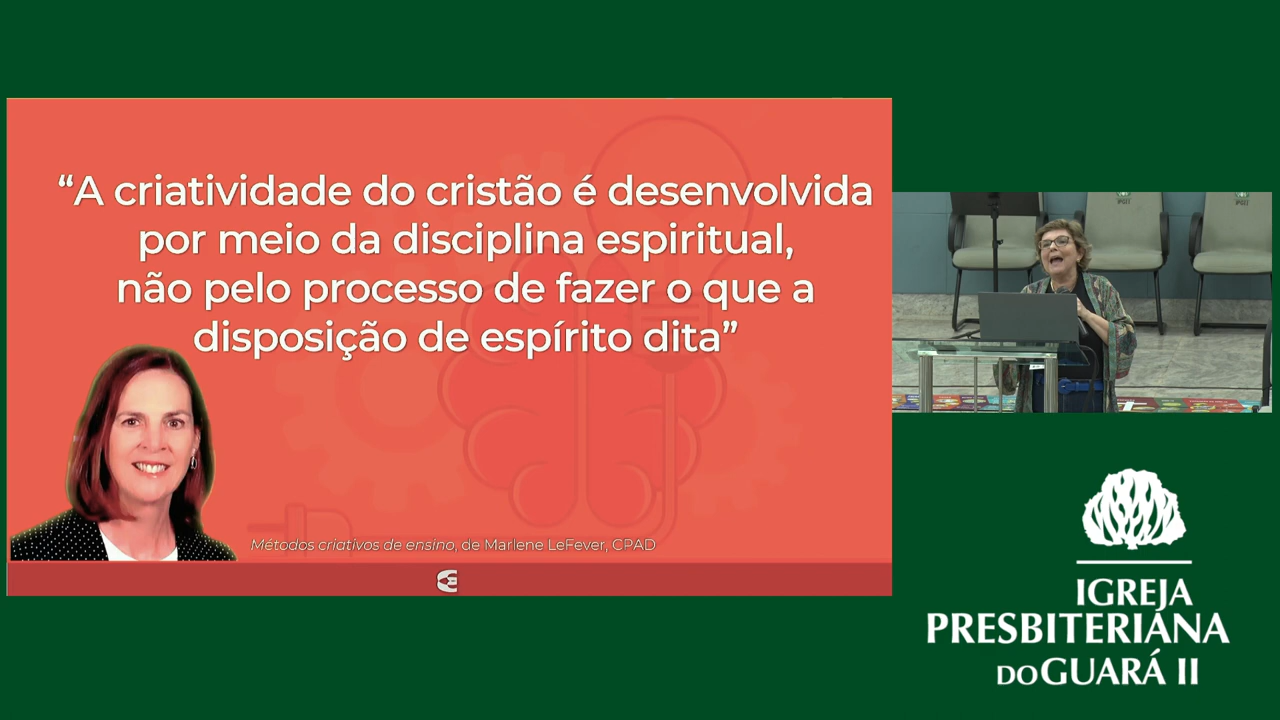 “A criatividade do cristão é desenvolvida
por meio da disciplina espiritual,
não pelo processo de fazer o que a
disposição de espírito dita”
Métodos criativos de ensino, de Marlene LeFever, CPAD
IGREJA
PRESBITERIANA
DO GUARÁ II